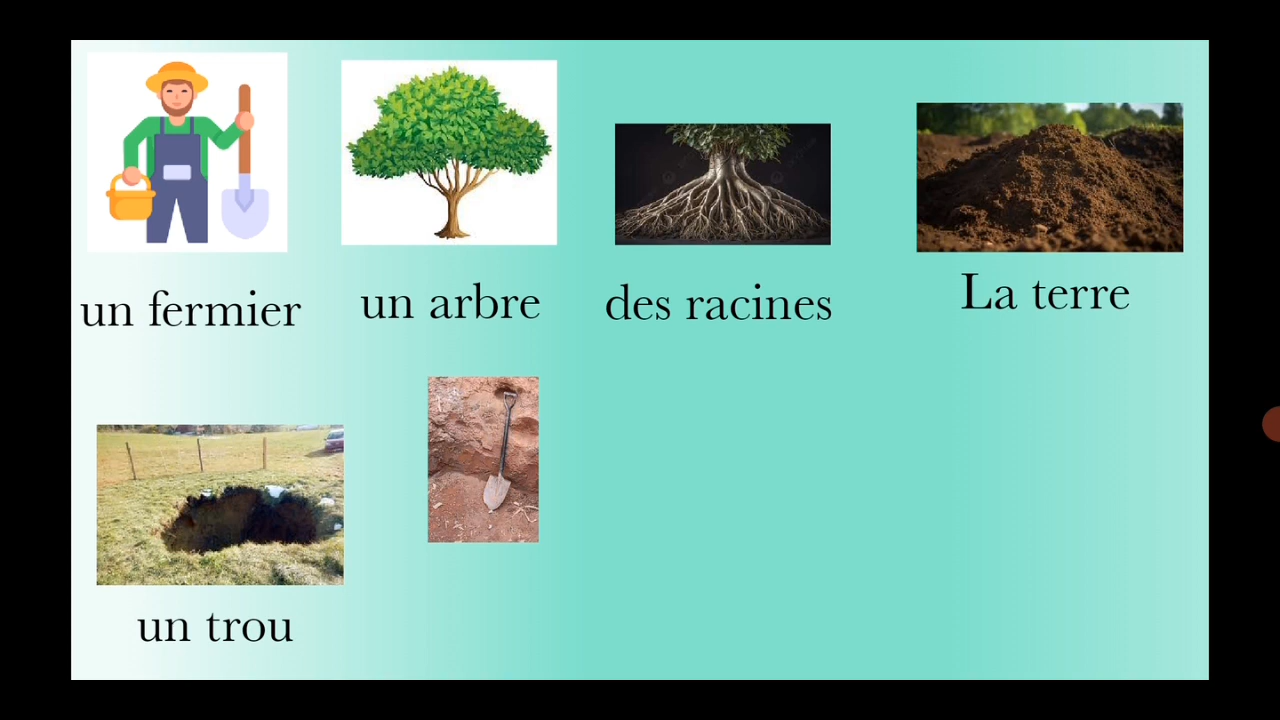 un fermier
un arbre
des racines
La terre
un trou